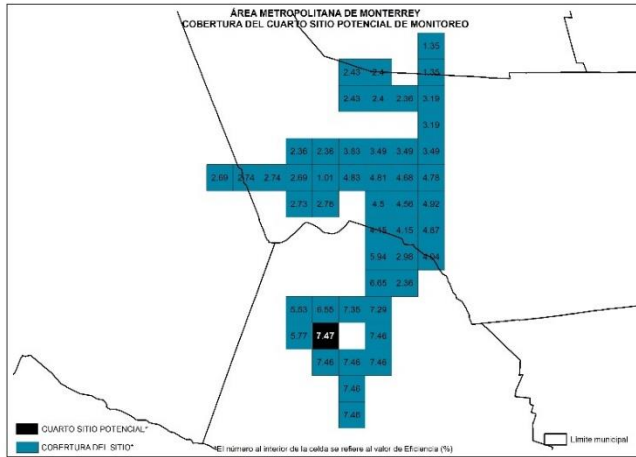 ÁREA METROPOLITANA DE MONTERREY
COBERTURA DEL CUARTO SITIO POTENCIAL DE MONITOREO
1.35
2.43 2.4 1.35
2.43 2.4 2.36 3.19
3.19
2.36 2.36 3.83 3.49 3.49 3.49
2.69 2.74 2.74 2.69 1.01 4.83 4.81 4.68 4.78
2.73 2.76 4.5 4.56 4.92
4.15 4.15 4.87
5.94 2.98 4.94
6.65 2.36
5.83 6.55 7.36 7.29
5.77 7.47 7.46
7.46 7.46 7.46
7.46
7.46
CUARTO SITIO POTENCIAL*
COBERTURA DEL SITIO*
*El número al interior de la celda se refiere al valor de Eficiencia (%)
Límite municipal